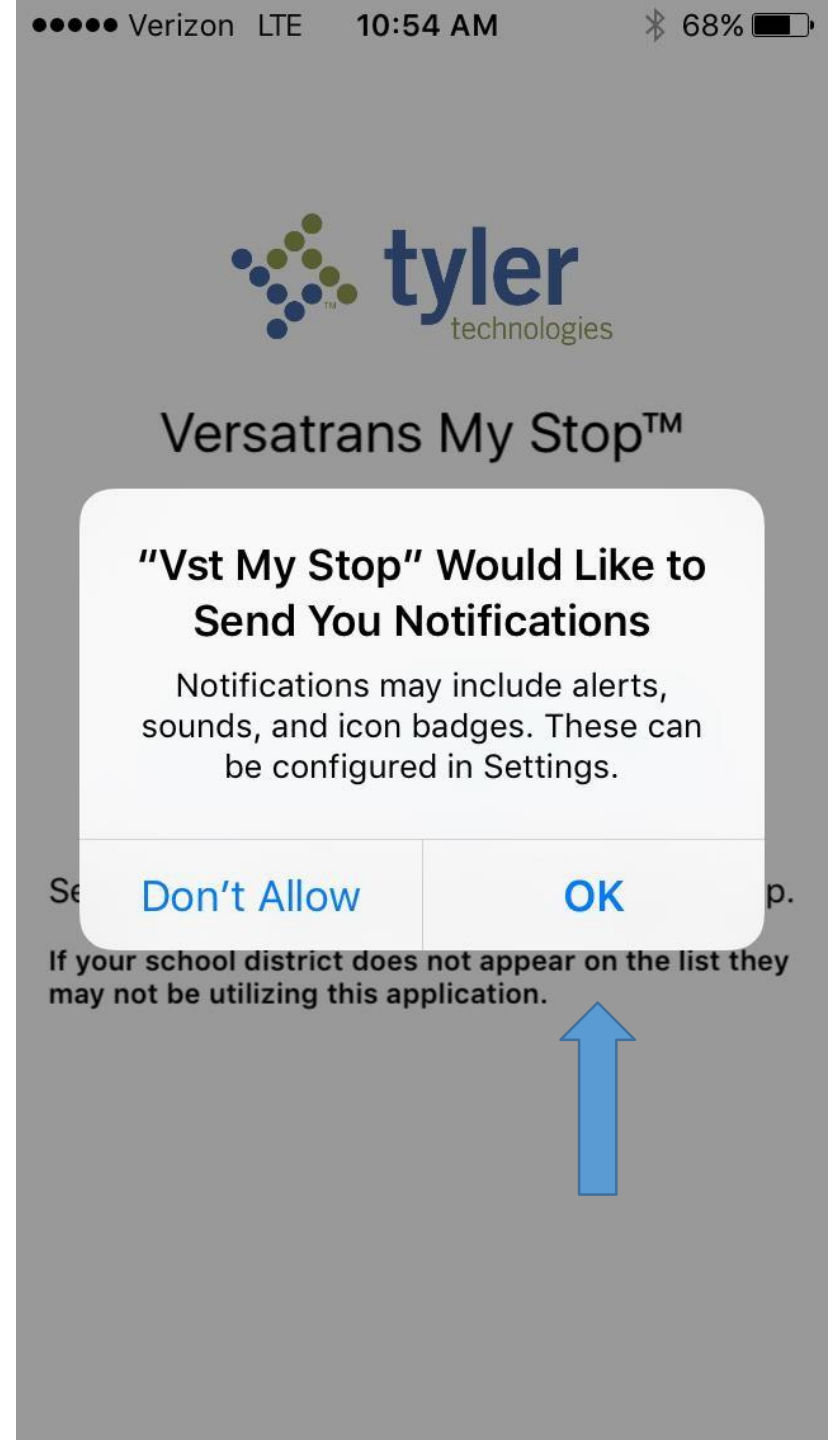 Verizon LTE 10:54 AM 68%
tyler
TM
technologies
Versatrans My Stop™
"Vst My Stop" Would Like to
Send You Notifications
Notifications may include alerts,
sounds, and icon badges. These can
be configured in Settings.
Don't Allow OK
If your school district does not appear on the list they
may not be utilizing this application.